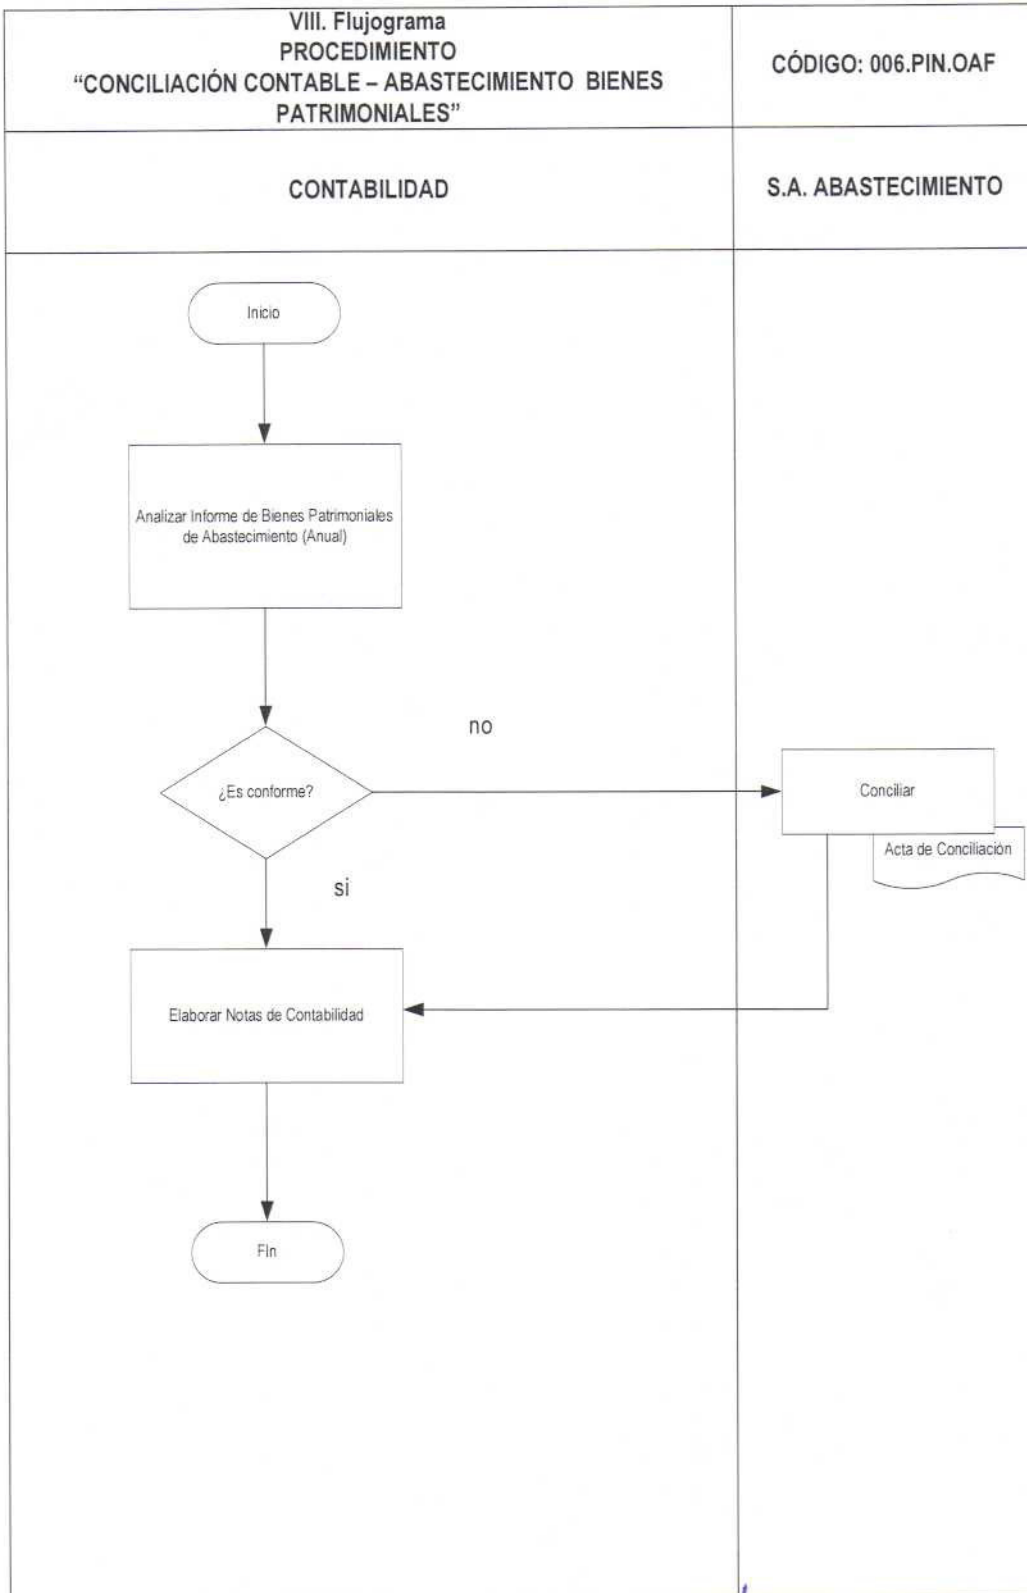 VIII. Flujograma
PROCEDIMIENTO
“CONCILIACIÓN CONTABLE – ABASTECIMIENTO BIENES
PATRIMONIALES”
CÓDIGO: 006.PIN.OAF
CONTABILIDAD
S.A. ABASTECIMIENTO
Inicio
Analizar Informe de Bienes Patrimoniales
de Abastecimiento (Anual)
no
¿Es conforme?
Conciliar
Acta de Conciliación
si
Elaborar Notas de Contabilidad
FIn